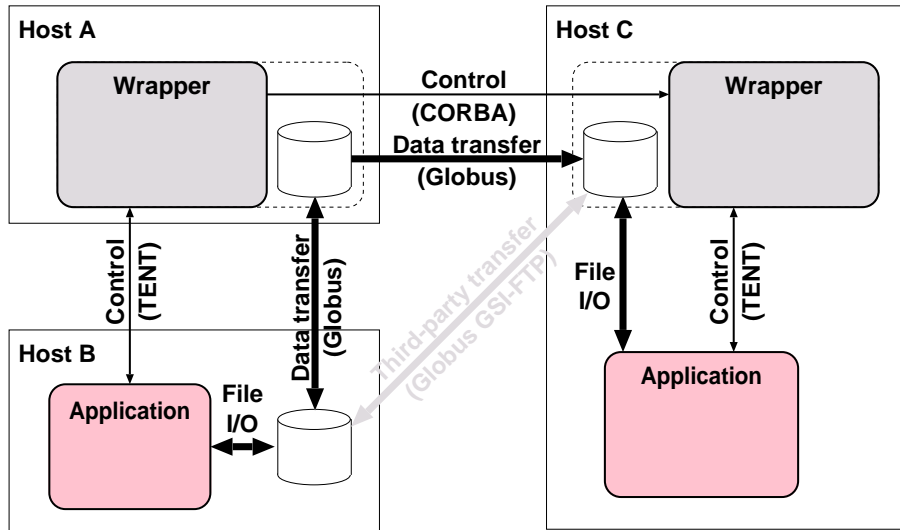 Host A
Wrapper
Control
(CORBA)
Data transfer
(Globus)
Host C
Wrapper
Control
(TENT)
Data transfer
(Globus)
Third-party transfer
(Globus GSI-FTP)
File
I/O
Control
(TENT)
Host B
Application
File
I/O
Application